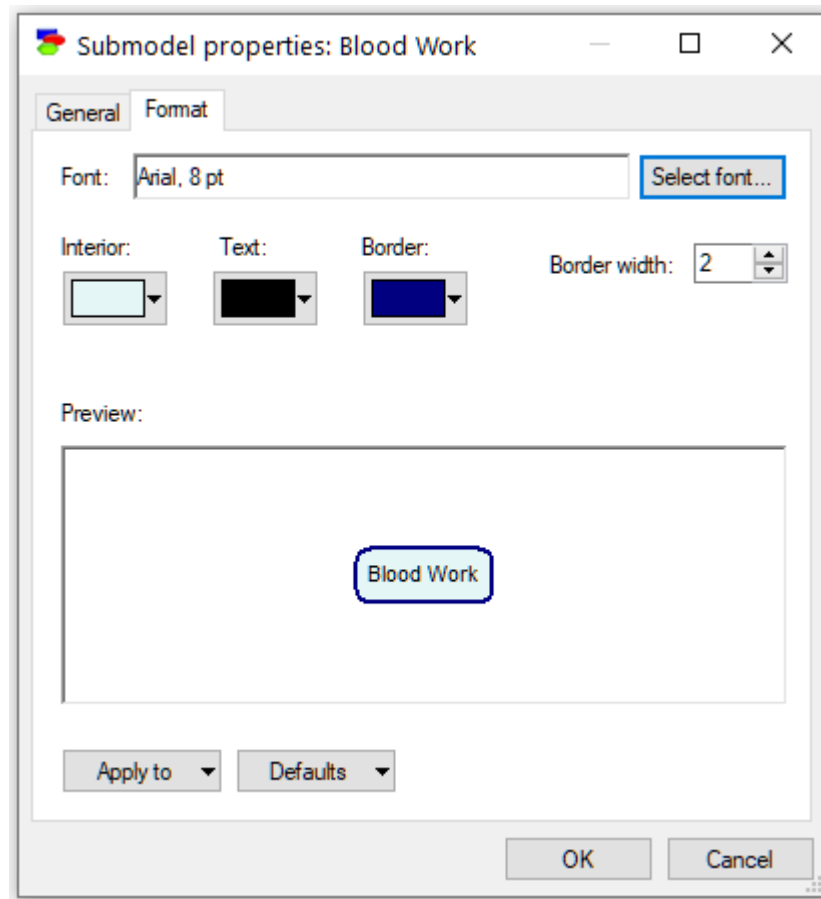 Submodel properties: Blood Work
General Format
Font: Arial, 8 pt Select font...
Interior: Text: Border:
Border width: 2
Preview:
Blood Work
Apply to Defaults
OK Cancel